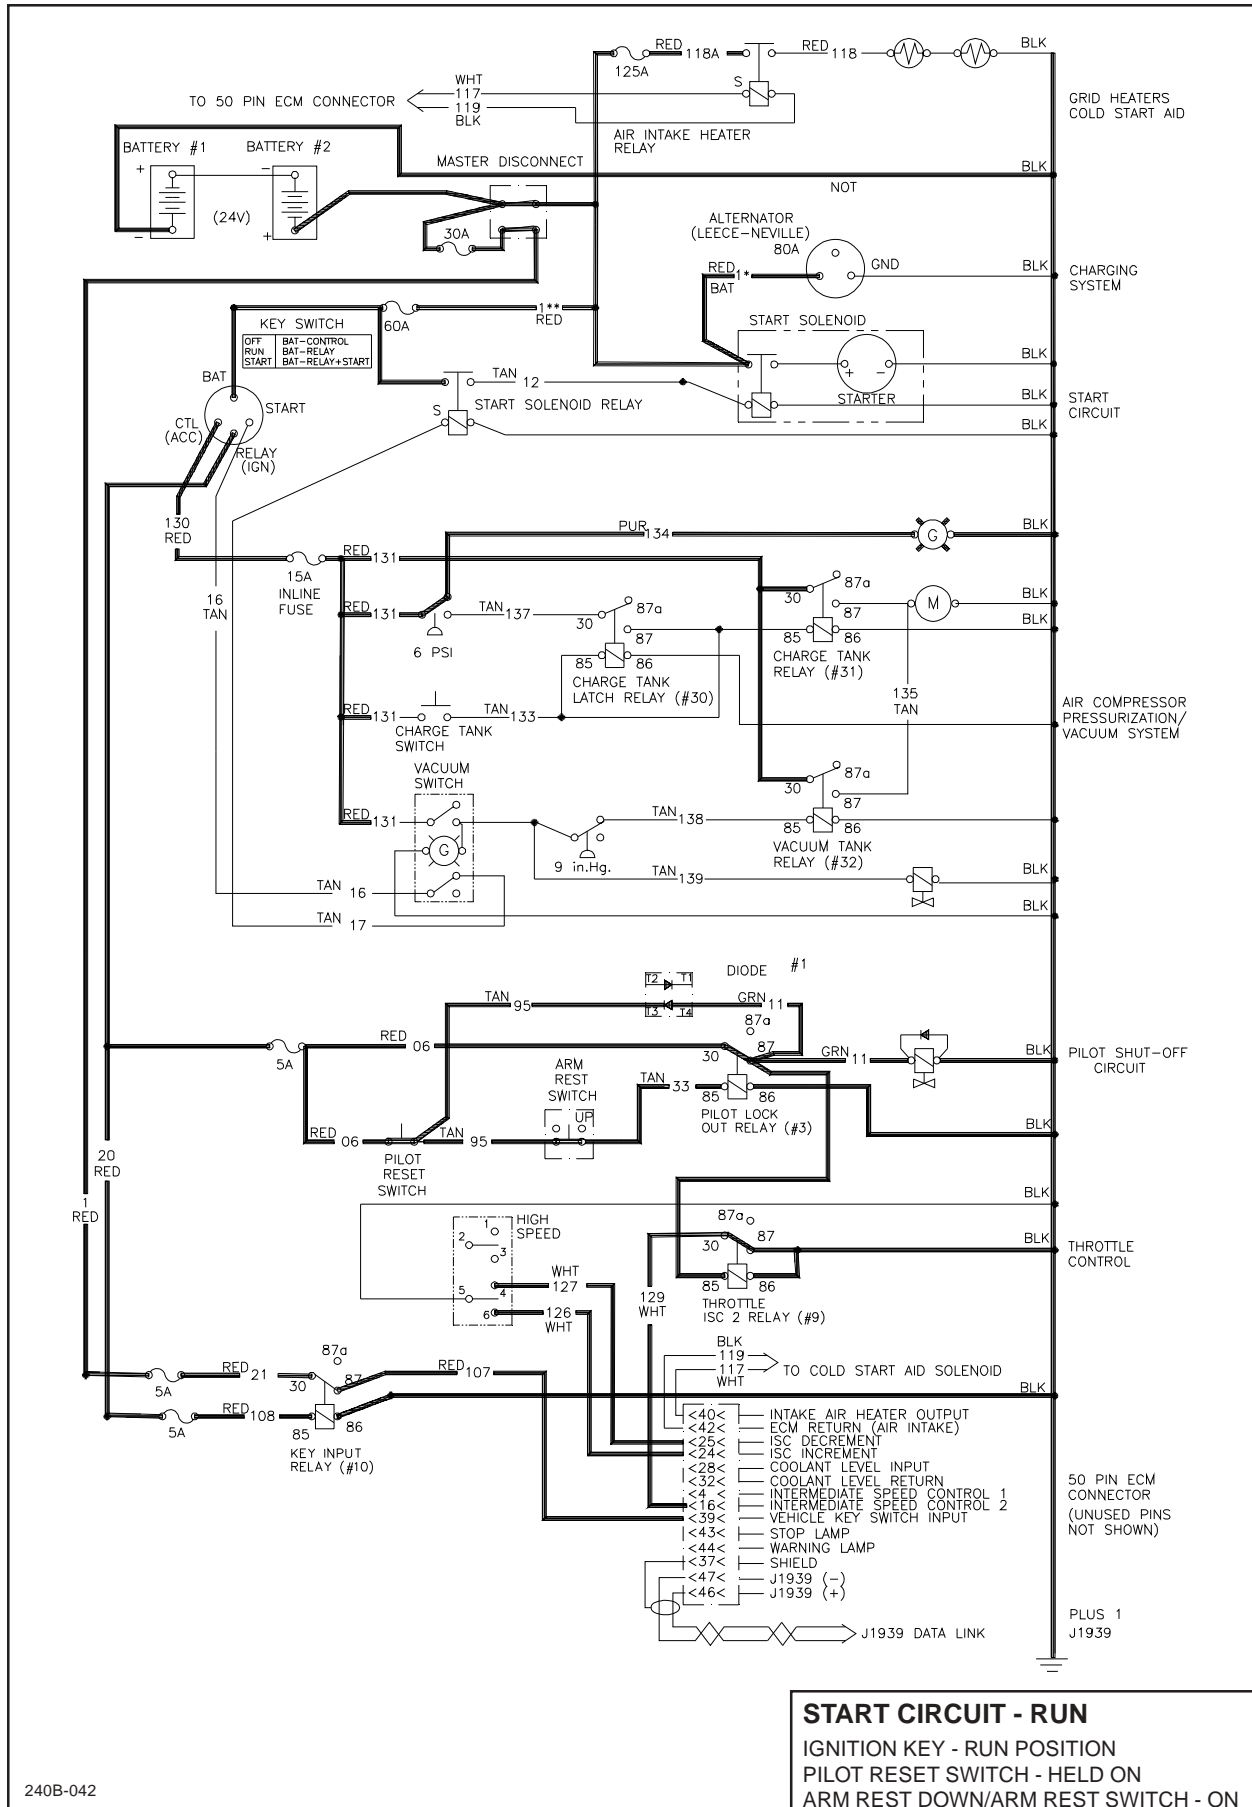 RED 118A RED 118 BLK
125A
WHT
117
119
BLK
TO 50 PIN ECM CONNECTOR
S
GRID HEATERS
COLD START AID
AIR INTAKE HEATER
RELAY
BATTERY #1 BATTERY #2
MASTER DISCONNECT
BLK
NOT
+ -
(24V)
- +
30A
ALTERNATOR
(LEECE-NEVILLE)
80A
RED 1*
BAT
GND
BLK
CHARGING
SYSTEM
1**
RED
60A
KEY SWITCH
OFF BAT-CONTROL
RUN BAT-RELAY
START BAT-RELAY+START
START SOLENOID
BLK
+ -
STARTER
BAT
TAN 12
START
S
START SOLENOID RELAY
BLK
START
CIRCUIT
CTL
(ACC)
BLK
RELAY
(IGN)
130
RED
PUR 134
G
BLK
RED 131
15A
INLINE
FUSE
16
TAN
RED 131
6 PSI
TAN 137
30
87a
87
85 86
CHARGE TANK
LATCH RELAY (#30)
30
87a
87
85 86
CHARGE TANK
RELAY (#31)
M
BLK
BLK
135
TAN
RED 131
CHARGE TANK
SWITCH
TAN 133
AIR COMPRESSOR
PRESSURIZATION/
VACUUM SYSTEM
VACUUM
SWITCH
RED 131
G
9 in.Hg.
TAN 138
30
87a
87
85 86
VACUUM TANK
RELAY (#32)
TAN 139
BLK
TAN 16
TAN 17
BLK
DIODE #1
T2 T1
T3 T4
TAN 95
GRN 11
87a
87
30
5A
RED 06
GRN 11
BLK
PILOT SHUT-OFF
CIRCUIT
ARM
REST
SWITCH
UP
TAN 33
85 86
PILOT LOCK
OUT RELAY (#3)
BLK
RED 06
TAN 95
PILOT
RESET
SWITCH
20
RED
1
RED
BLK
HIGH
SPEED
1
2
3
4
5
6
WHT
127
126
WHT
129
WHT
87a
87
30
85 86
THROTTLE
ISC 2 RELAY (#9)
BLK
THROTTLE
CONTROL
BLK
119
117
WHT
TO COLD START AID SOLENOID
5A
RED 21
87a
87
30
RED 107
BLK
5A
RED 108
85
86
KEY INPUT
RELAY (#10)
<40< INTAKE AIR HEATER OUTPUT
<42< ECM RETURN (AIR INTAKE)
<25< ISC DECREMENT
<24< ISC INCREMENT
<28< COOLANT LEVEL INPUT
<32< COOLANT LEVEL RETURN
<4 < INTERMEDIATE SPEED CONTROL 1
<16< INTERMEDIATE SPEED CONTROL 2
<39< VEHICLE KEY SWITCH INPUT
<43< STOP LAMP
<44< WARNING LAMP
<37< SHIELD
<47< J1939 (-)
<46< J1939 (+)
50 PIN ECM
CONNECTOR
(UNUSED PINS
NOT SHOWN)
J1939 DATA LINK
PLUS 1
J1939
START CIRCUIT - RUN
IGNITION KEY - RUN POSITION
PILOT RESET SWITCH - HELD ON
ARM REST DOWN/ARM REST SWITCH - ON
240B-042